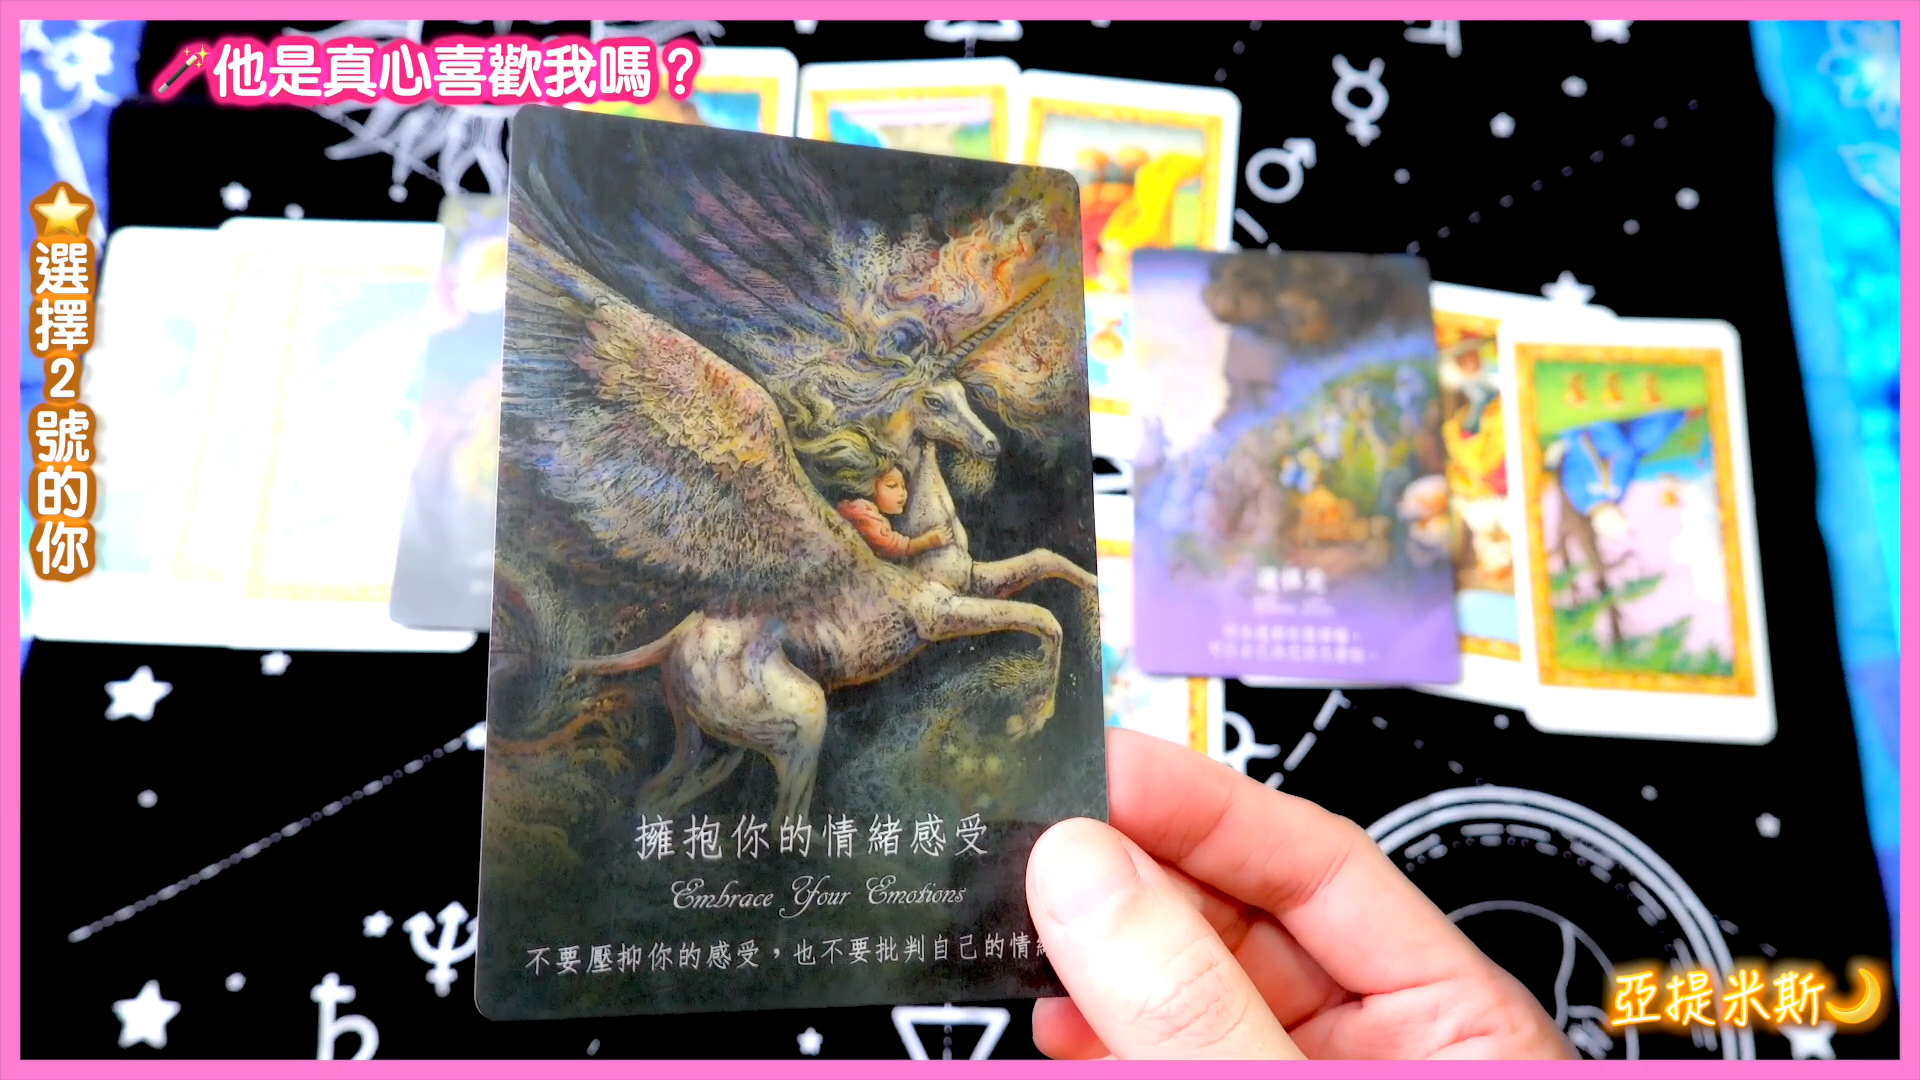 他是真心喜歡我嗎？
選擇2號的你
擁抱你的情緒感受
Embrace Your Emotions
不要壓抑你的感受，也不要批判自己的情緒
亞提米斯